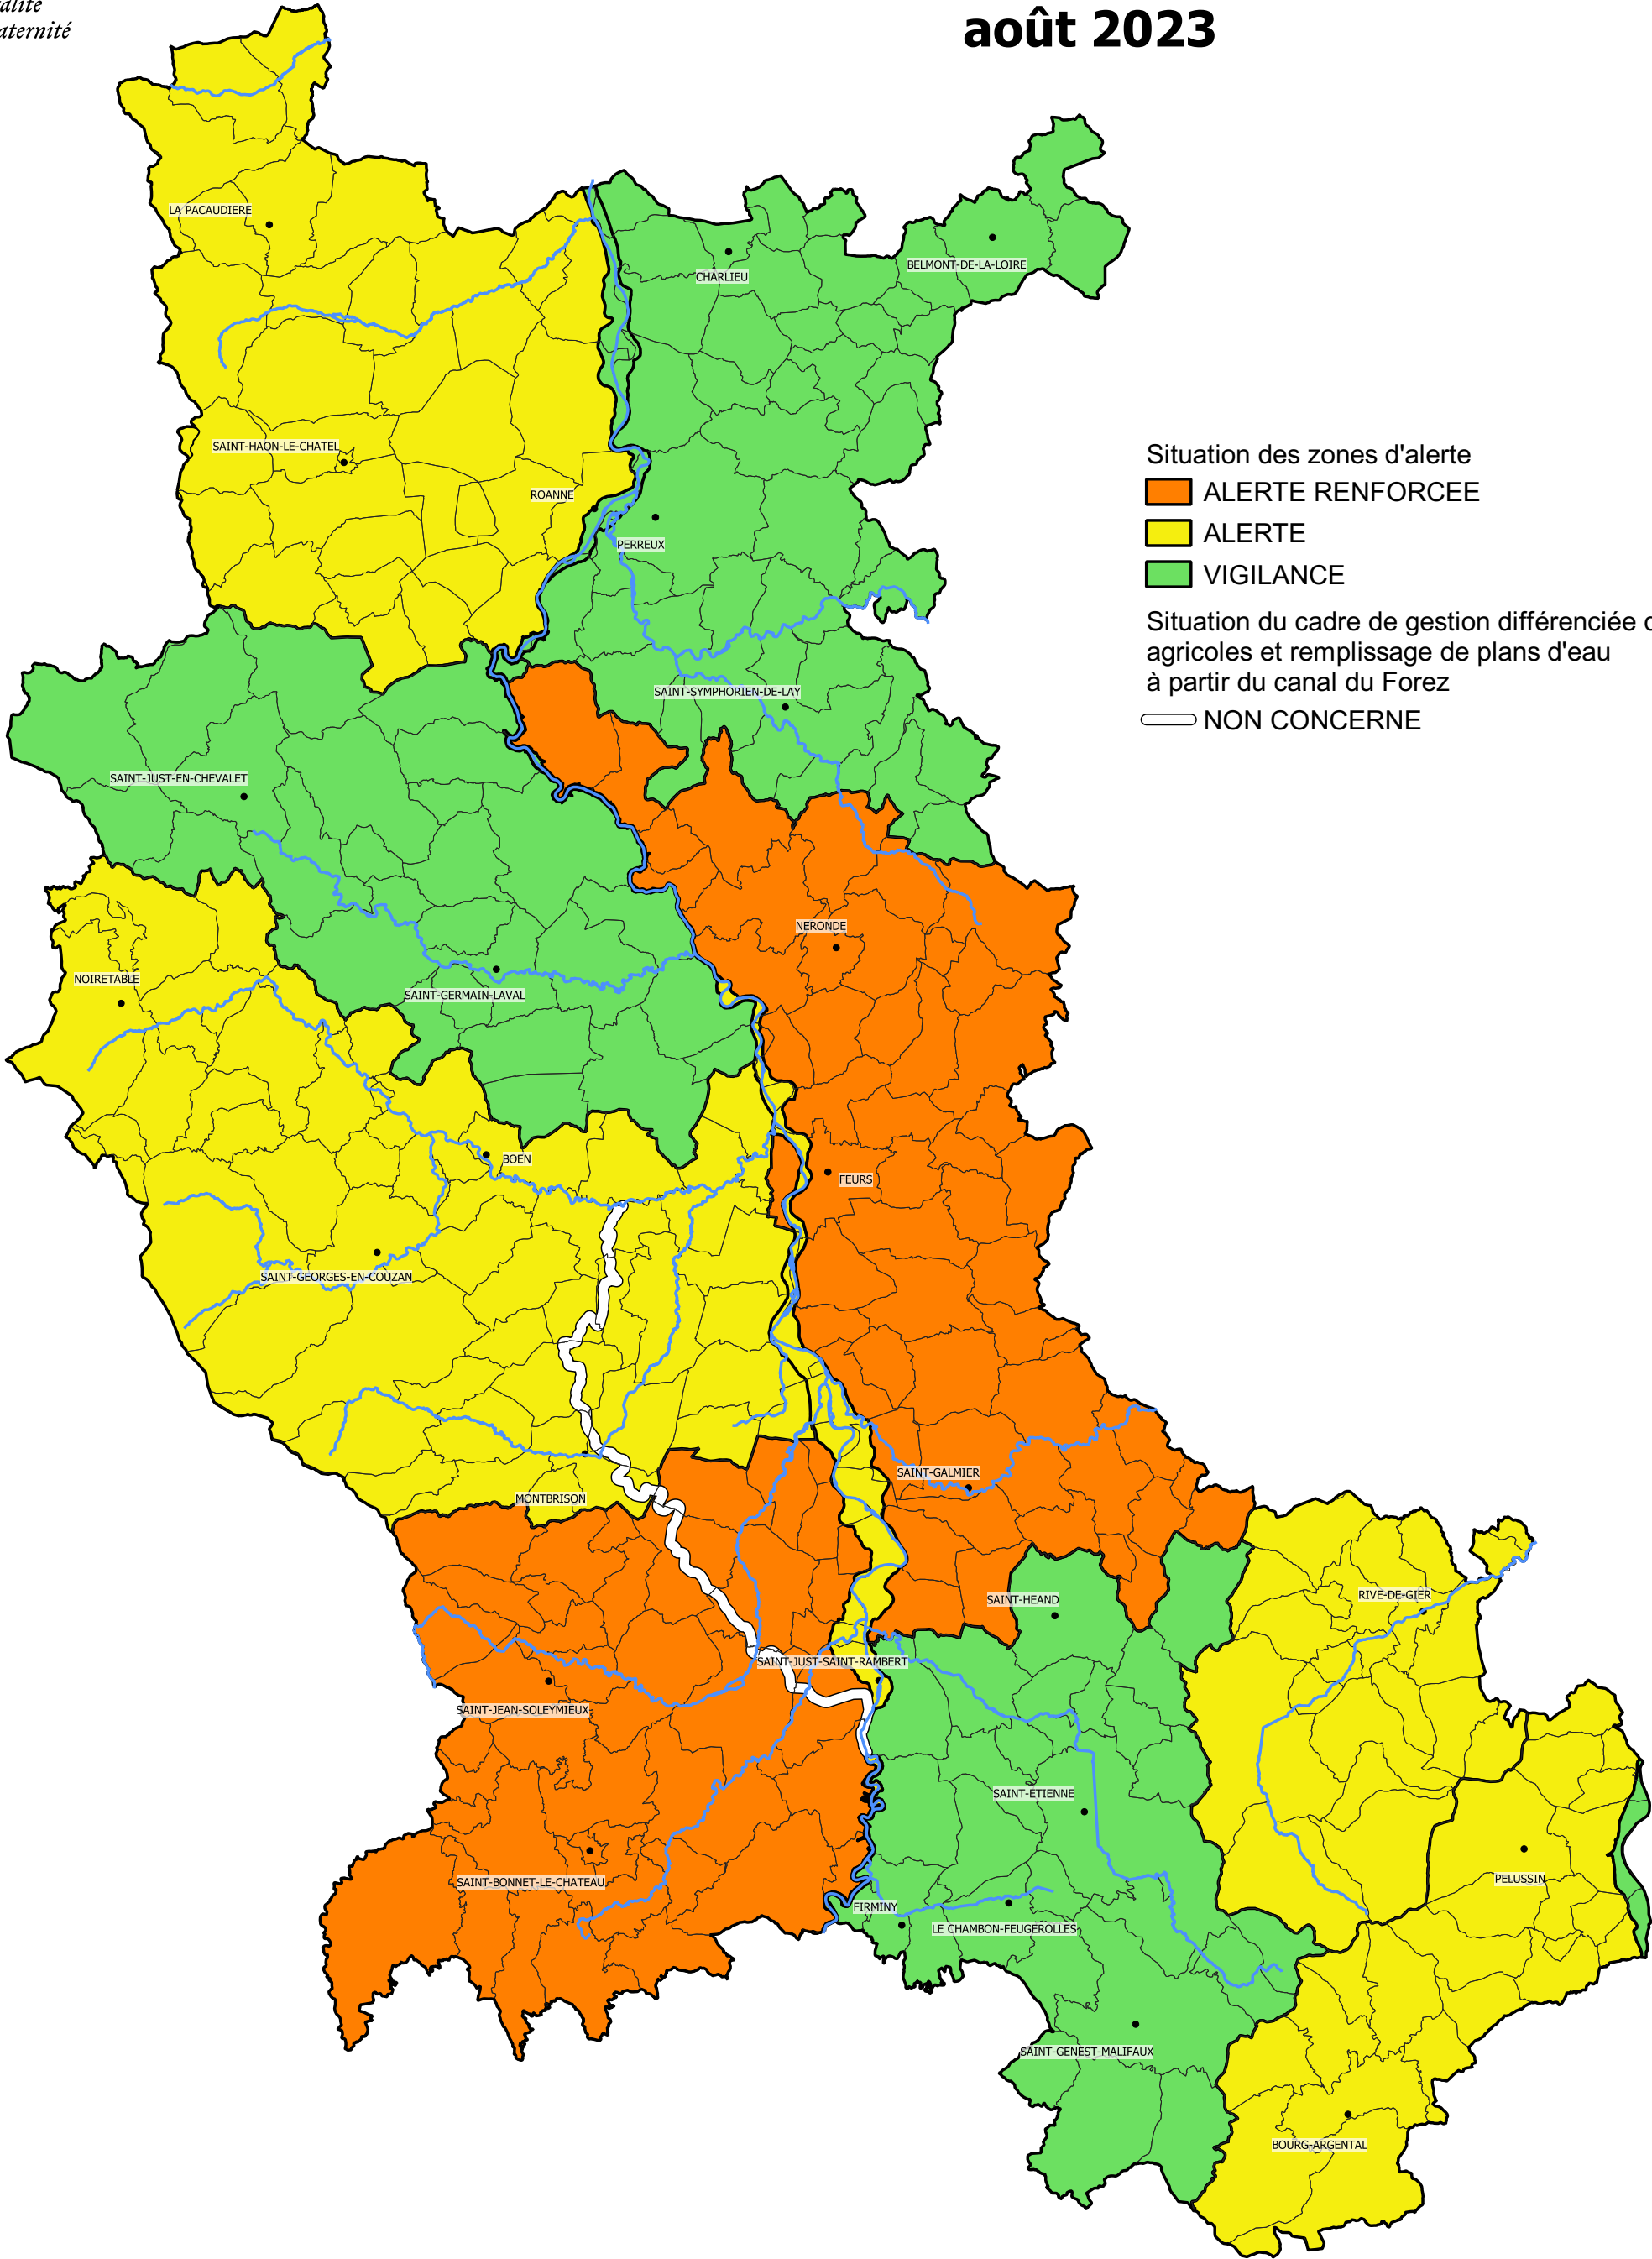 août 2023
LA PACAUDIERE
CHARLIEU
BELMONT-DE-LA-LOIRE
SAINT-HAON-LE-CHATEL
ROANNE
PERREUX
Situation des zones d'alerte
ALERTE RENFORCEE
ALERTE
VIGILANCE
Situation du cadre de gestion différenciée
agricoles et remplissage de plans d'eau
à partir du canal du Forez
NON CONCERNE
SAINT-SYMPHORIEN-DE-LAY
SAINT-JUST-EN-CHEVALET
NERONDE
NOIRETABLE
SAINT-GERMAIN-LAVAL
BOEN
FEURS
SAINT-GEORGES-EN-COUZAN
SAINT-GALMIER
MONTBRISON
RIVE-DE-GIER
SAINT-HEAND
SAINT-JUST-SAINT-RAMBERT
SAINT-JEAN-SOLEYMIEUX
SAINT-ETIENNE
PELUSSIN
SAINT-BONNET-LE-CHATEAU
FIRMINY
LE CHAMBON-FEUGEROLLES
SAINT-GENEST-MALIFAUX
BOURG-ARGENTAL